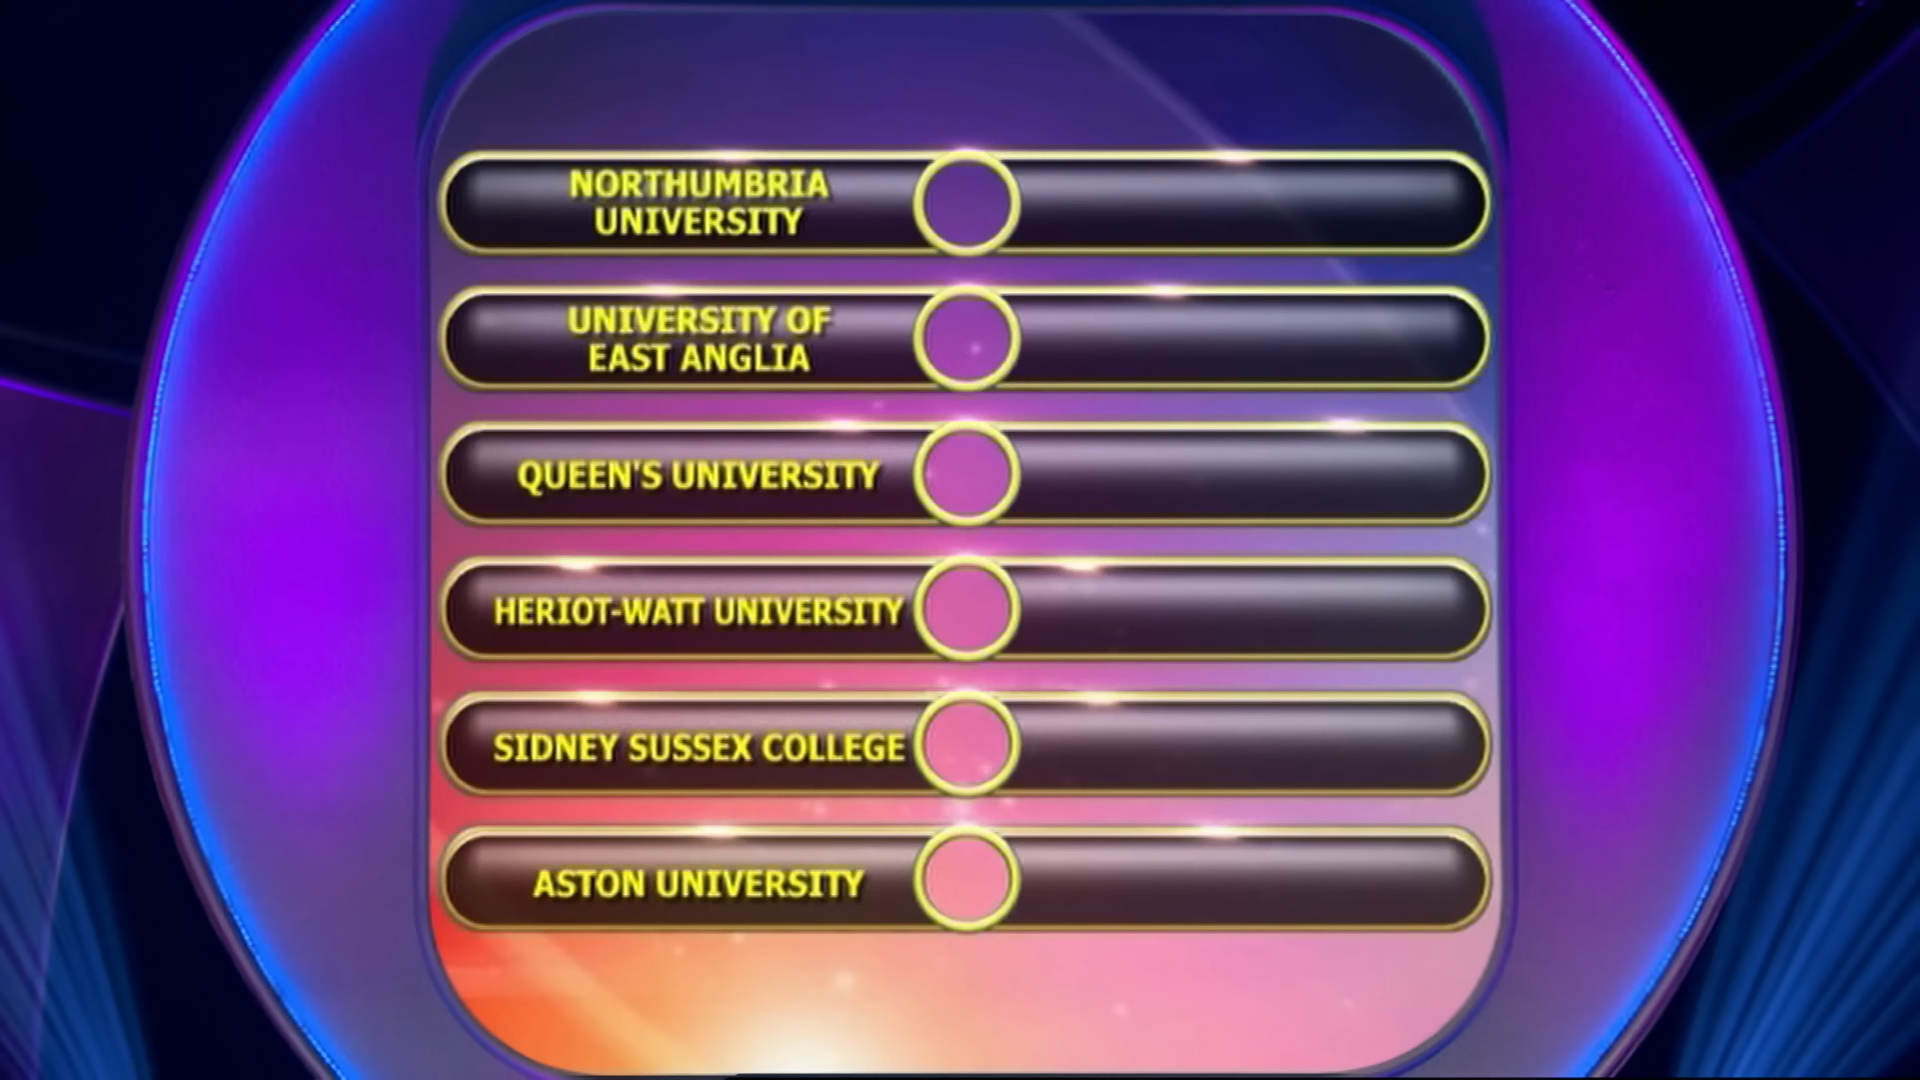 NORTHUMBRIA
UNIVERSITY
UNIVERSITY OF
EAST ANGLIA
QUEEN'S UNIVERSITY
HERIOT-WATT UNIVERSITY
SIDNEY SUSSEX COLLEGE
ASTON UNIVERSITY